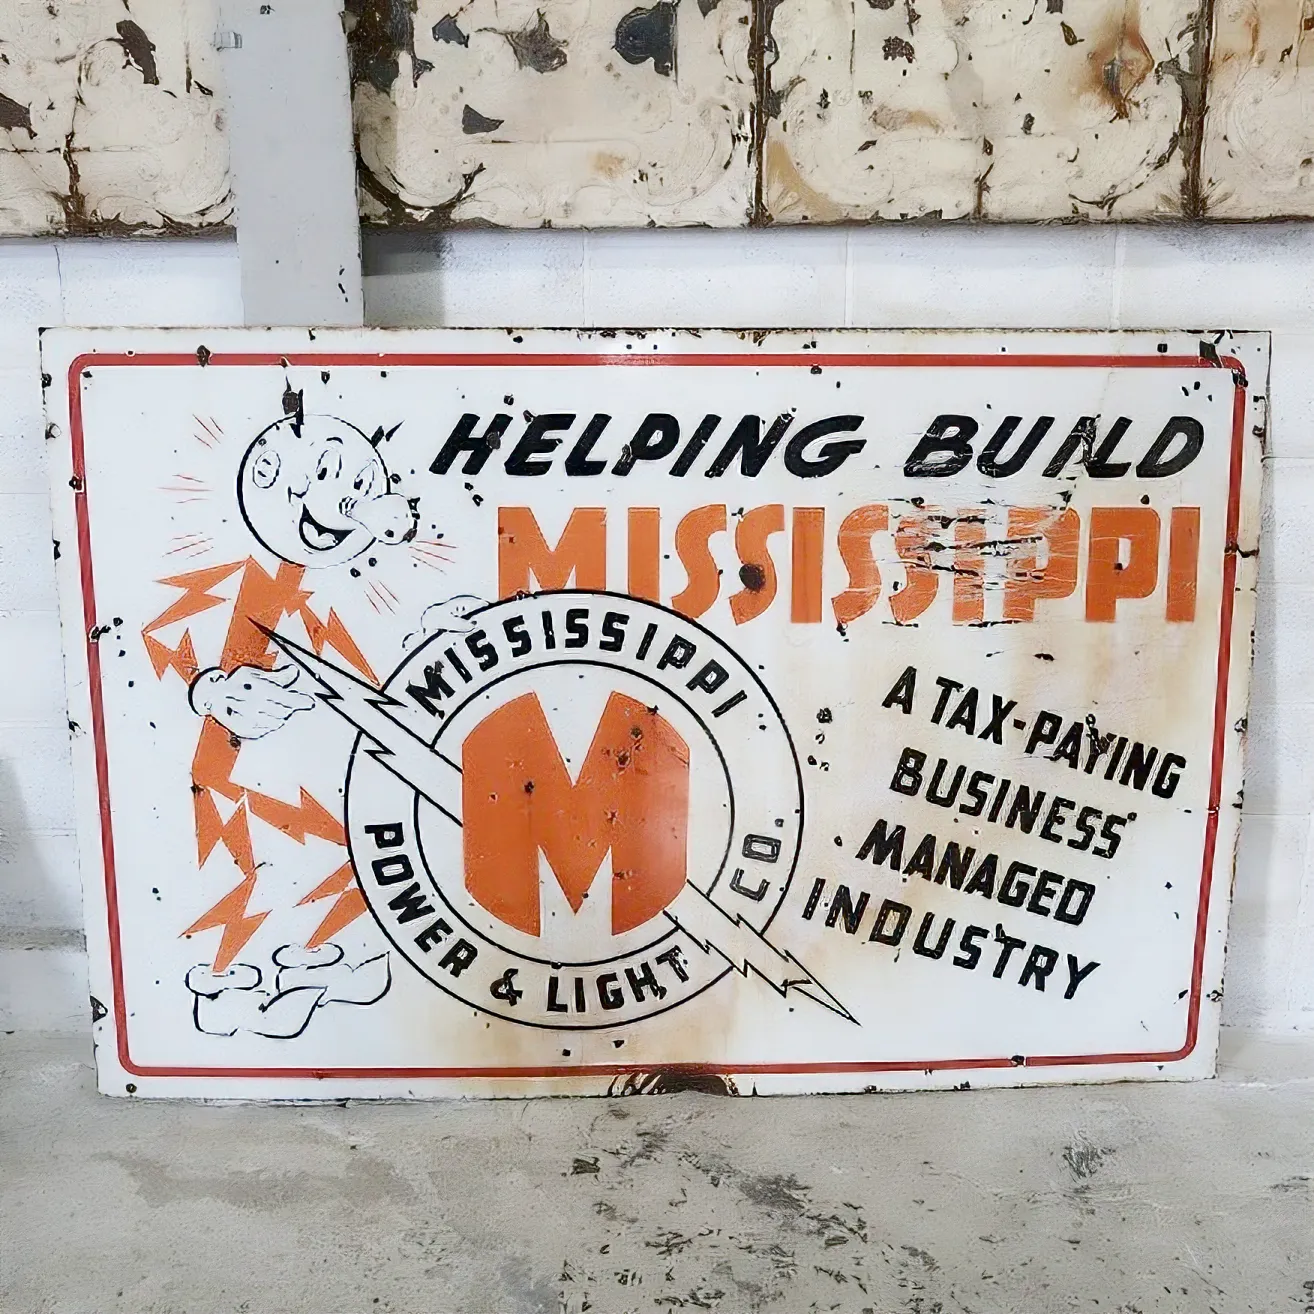 HELPING BUILD
MISSISSIPPI
MISSISSIPPI
POWER & LIGHT CO.
M
A TAX-PAYING
BUSINESS
MANAGED
INDUSTRY